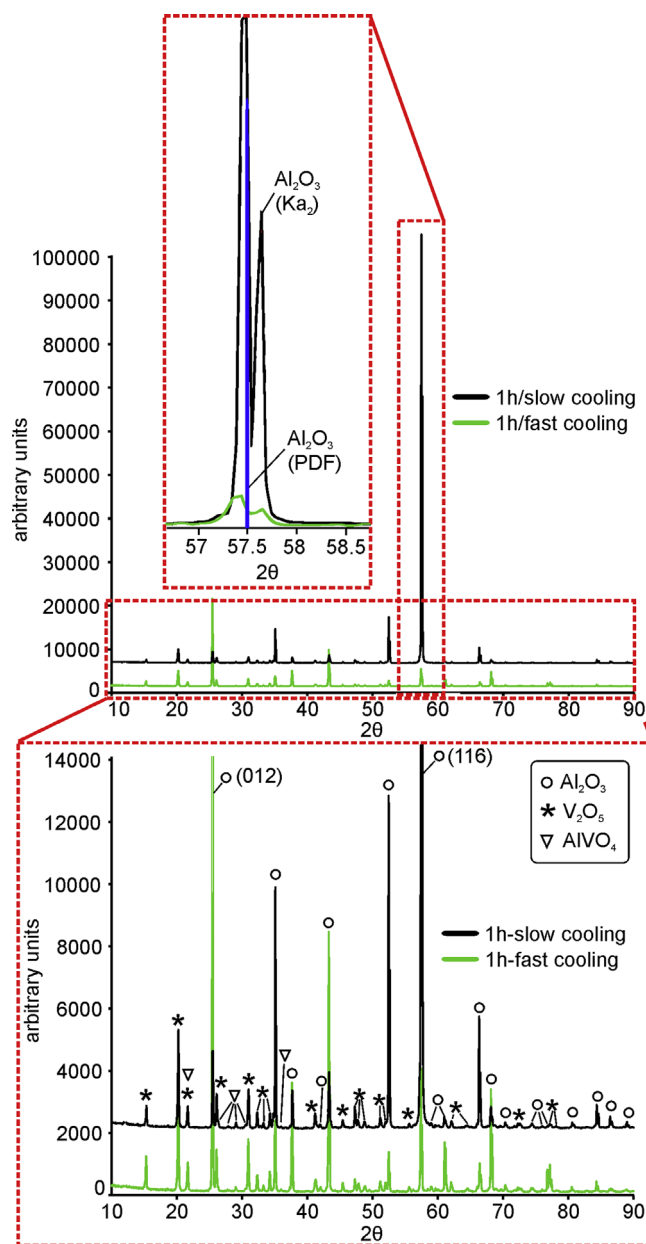 Al₂O₃
(Ka₂)
Al₂O₃
(PDF)
57 57.5 58 58.5
2θ
100000
90000
80000
70000
60000
50000
40000
30000
20000
10000
0
arbitrary units
1h/slow cooling
1h/fast cooling
10 20 30 40 50 60 70 80 90
2θ
14000
12000
10000
8000
6000
4000
2000
0
arbitrary units
(012)
(116)
Al₂O₃
V₂O₅
AlVO₄
1h-slow cooling
1h-fast cooling
10 20 30 40 50 60 70 80 90
2θ